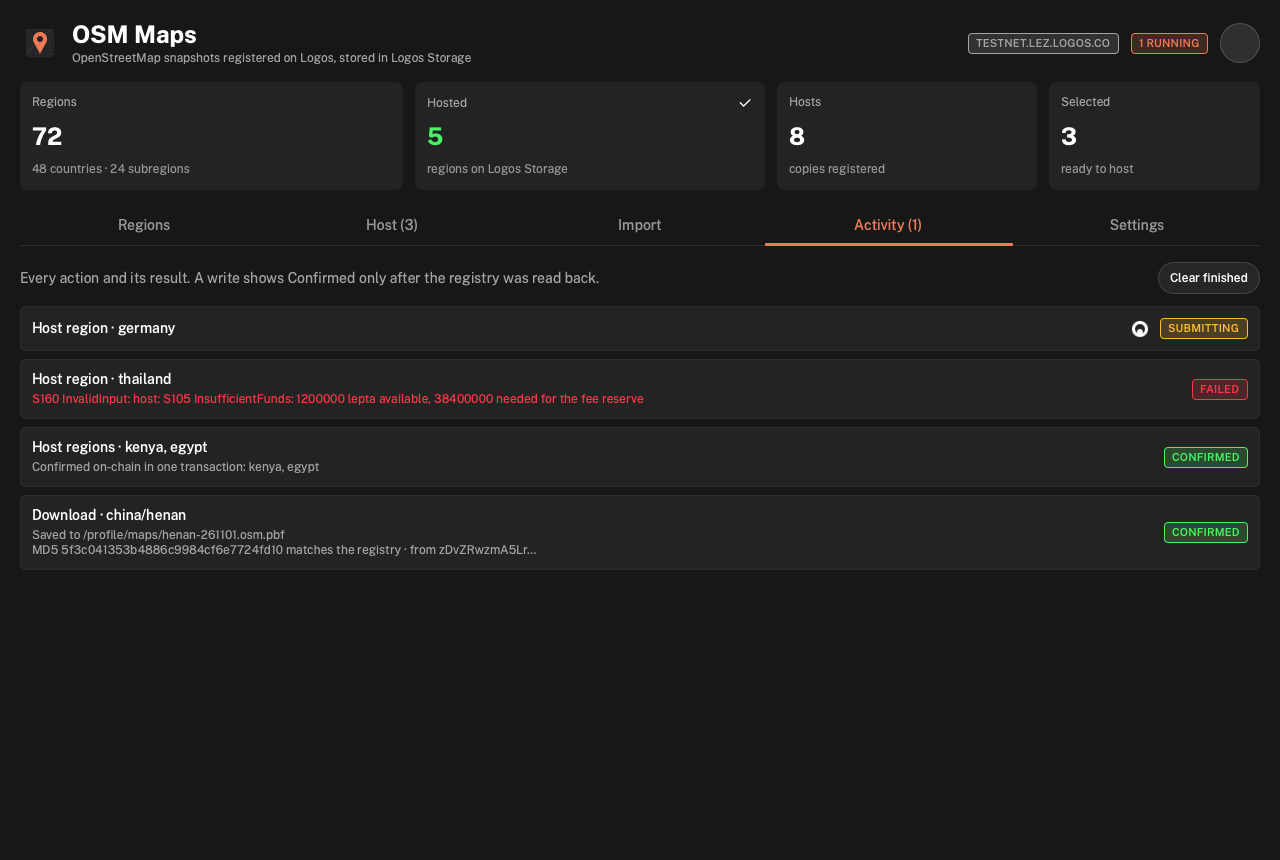 OSM Maps
OpenStreetMap snapshots registered on Logos, stored in Logos Storage
TESTNET.LEZ.LOGOS.CO
1 RUNNING
Regions
72
48 countries · 24 subregions
Hosted
5
regions on Logos Storage
Hosts
8
copies registered
Selected
3
ready to host
Regions
Host (3)
Import
Activity (1)
Settings
Every action and its result. A write shows Confirmed only after the registry was read back.
Clear finished
Host region · germany
SUBMITTING
Host region · thailand
S160 InvalidInput: host: S105 InsufficientFunds: 1200000 lepta available, 38400000 needed for the fee reserve
FAILED
Host regions · kenya, egypt
Confirmed on-chain in one transaction: kenya, egypt
CONFIRMED
Download · china/henan
Saved to /profile/maps/henan-261101.osm.pbf
MD5 5f3c041353b4886c9984cf6e7724fd10 matches the registry · from zDvZRwzmA5Lr…
CONFIRMED